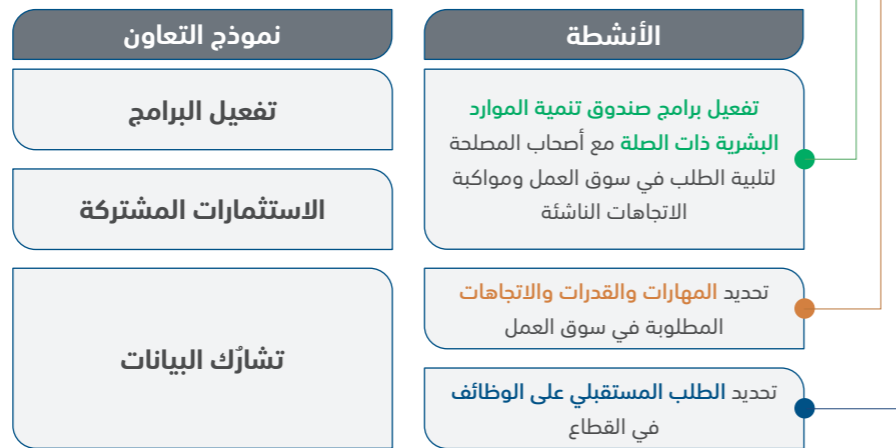 الأنشطة
نموذج التعاون
تفعيل برامج صندوق تنمية الموارد
البشرية ذات الصلة مع أصحاب المصلحة
لتلبية الطلب في سوق العمل ومواكبة
الاتجاهات الناشئة
تفعيل البرامج
الاستثمارات المشتركة
تحديد المهارات والقدرات والاتجاهات
المطلوبة في سوق العمل
تشارُك البيانات
تحديد الطلب المستقبلي على الوظائف
في القطاع